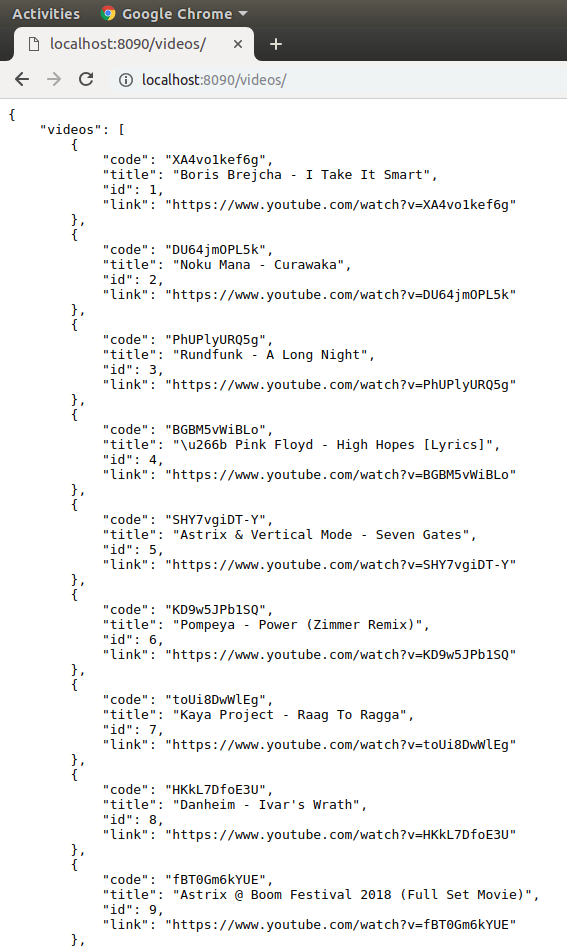 Activities Google Chrome
localhost:8090/videos/
localhost:8090/videos/
{
    "videos": [
        {
            "code": "XA4vo1kef6g",
            "title": "Boris Brejcha - I Take It Smart",
            "id": 1,
            "link": "https://www.youtube.com/watch?v=XA4vo1kef6g"
        },
        {
            "code": "DU64jmOPL5k",
            "title": "Noku Mana - Curawaka",
            "id": 2,
            "link": "https://www.youtube.com/watch?v=DU64jmOPL5k"
        },
        {
            "code": "PhUPlyURQ5g",
            "title": "Rundfunk - A Long Night",
            "id": 3,
            "link": "https://www.youtube.com/watch?v=PhUPlyURQ5g"
        },
        {
            "code": "BGBM5vWiBLo",
            "title": "\u266b Pink Floyd - High Hopes [Lyrics]",
            "id": 4,
            "link": "https://www.youtube.com/watch?v=BGBM5vWiBLo"
        },
        {
            "code": "SHY7vgiDT-Y",
            "title": "Astrix & Vertical Mode - Seven Gates",
            "id": 5,
            "link": "https://www.youtube.com/watch?v=SHY7vgiDT-Y"
        },
        {
            "code": "KD9w5JPb1SQ",
            "title": "Pompeya - Power (Zimmer Remix)",
            "id": 6,
            "link": "https://www.youtube.com/watch?v=KD9w5JPb1SQ"
        },
        {
            "code": "toUi8DwWlEg",
            "title": "Kaya Project - Raag To Ragga",
            "id": 7,
            "link": "https://www.youtube.com/watch?v=toUi8DwWlEg"
        },
        {
            "code": "HKkL7DfoE3U",
            "title": "Danheim - Ivar's Wrath",
            "id": 8,
            "link": "https://www.youtube.com/watch?v=HKkL7DfoE3U"
        },
        {
            "code": "fBT0Gm6kYUE",
            "title": "Astrix @ Boom Festival 2018 (Full Set Movie)",
            "id": 9,
            "link": "https://www.youtube.com/watch?v=fBT0Gm6kYUE"
        },